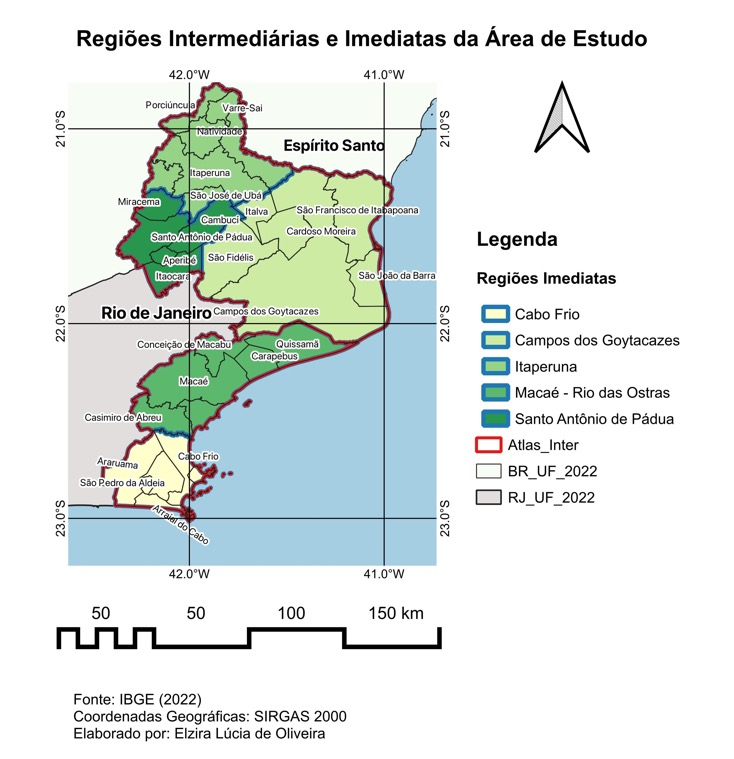 Regiões Intermediárias e Imediatas da Área de Estudo
42.0°W
41.0°W
21.0°S
21.0°S
Porciúncula
Varre-Sai
Natividade
Espírito Santo
Itaperuna
São José de Ubá
Miracema
Italva
São Francisco de Itabapoana
Cambuci
Cardoso Moreira
Santo Antônio de Pádua
São Fidélis
Aperibé
Itaocara
São João da Barra
Rio de Janeiro
Campos dos Goytacazes
22.0°S
22.0°S
Conceição de Macabu
Quissamã
Carapebus
Macaé
Casimiro de Abreu
Cabo Frio
Araruama
São Pedro da Aldeia
Arraial do Cabo
23.0°S
23.0°S
42.0°W
41.0°W
Legenda
Regiões Imediatas
Cabo Frio
Campos dos Goytacazes
Itaperuna
Macaé - Rio das Ostras
Santo Antônio de Pádua
Atlas_Inter
BR_UF_2022
RJ_UF_2022
50
50
100
150 km
Fonte: IBGE (2022)
Coordenadas Geográficas: SIRGAS 2000
Elaborado por: Elzira Lúcia de Oliveira